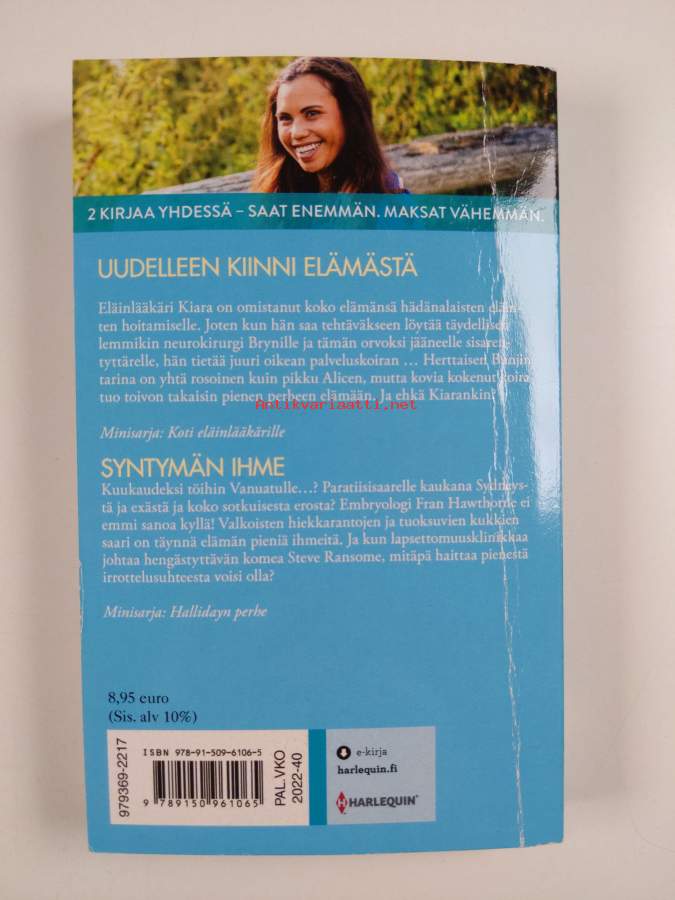 2 KIRJAA YHDESSÄ – SAAT ENEMMÄN. MAKSAT VÄHEMMÄN.
UUDELLEEN KIINNI ELÄMÄSTÄ
Eläinlääkäri Kiara on omistanut koko elämänsä hädänalaisten eläin-
ten hoitamiselle. Joten kun hän saa tehtäväkseen löytää täydellisen
lemmikin neurokirurgi Brynille ja tämän orvoksi jääneelle sisaren-
tyttärelle, hän tietää juuri oikean palveluskoiran … Herttaisen Bunjin
tarina on yhtä rosoinen kuin pikku Alicen, mutta kovia kokenut koira
tuo toivon takaisin pienen perheen elämään. Ja ehkä Kiarankin?
Antikvariaatti.net
Minisarja: Koti eläinlääkärille
SYNTYMÄN IHME
Kuukaudeksi töihin Vanuatulle…? Paratiisisaarelle kaukana Sydneys-
tä ja exästä ja koko sotkuisesta erosta? Embryologi Fran Hawthorne ei
emmi sanoa kyllä! Valkoisten hiekkarantojen ja tuoksuvien kukkien
saari on täynnä elämän pieniä ihmeitä. Ja kun lapsettomuusklinikkaa
johtaa hengästyttävän komea Steve Ransome, mitäpä haittaa pienestä
irrottelusuhteesta voisi olla?
Minisarja: Hallidayn perhe
8,95 euro
(Sis. alv 10%)
979369-2217
ISBN 978-91-509-6106-5
9 789150 961065
PAL.VKO
2022-40
e-kirja
harlequin.fi
HARLEQUIN